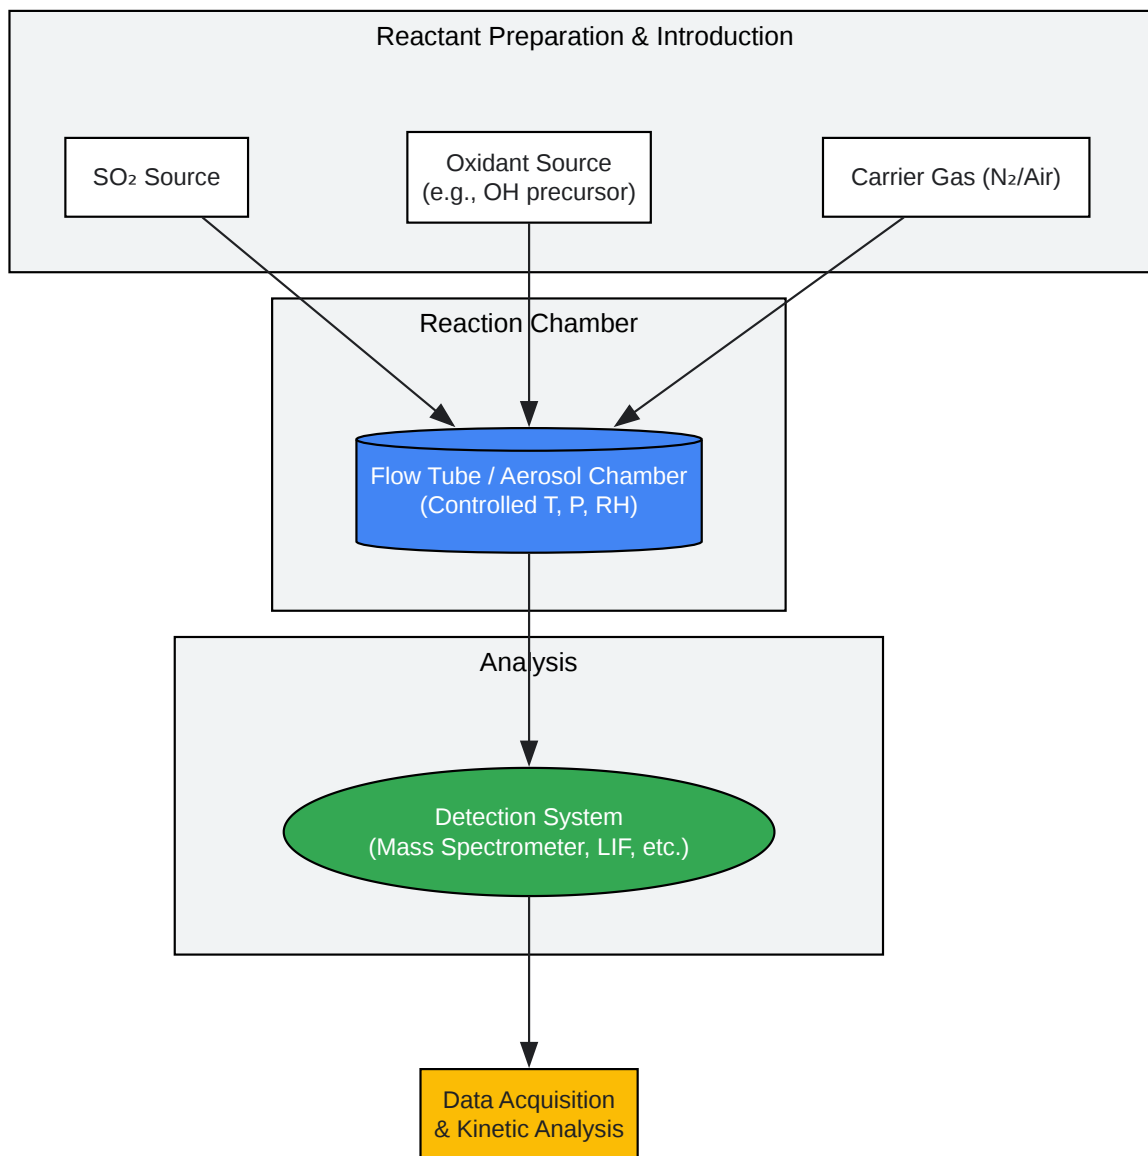 Reactant Preparation & Introduction
SO₂ Source
Oxidant Source
(e.g., OH precursor)
Carrier Gas (N₂/Air)
Reaction Chamber
Flow Tube / Aerosol Chamber
(Controlled T, P, RH)
Analysis
Detection System
(Mass Spectrometer, LIF, etc.)
Data Acquisition
& Kinetic Analysis